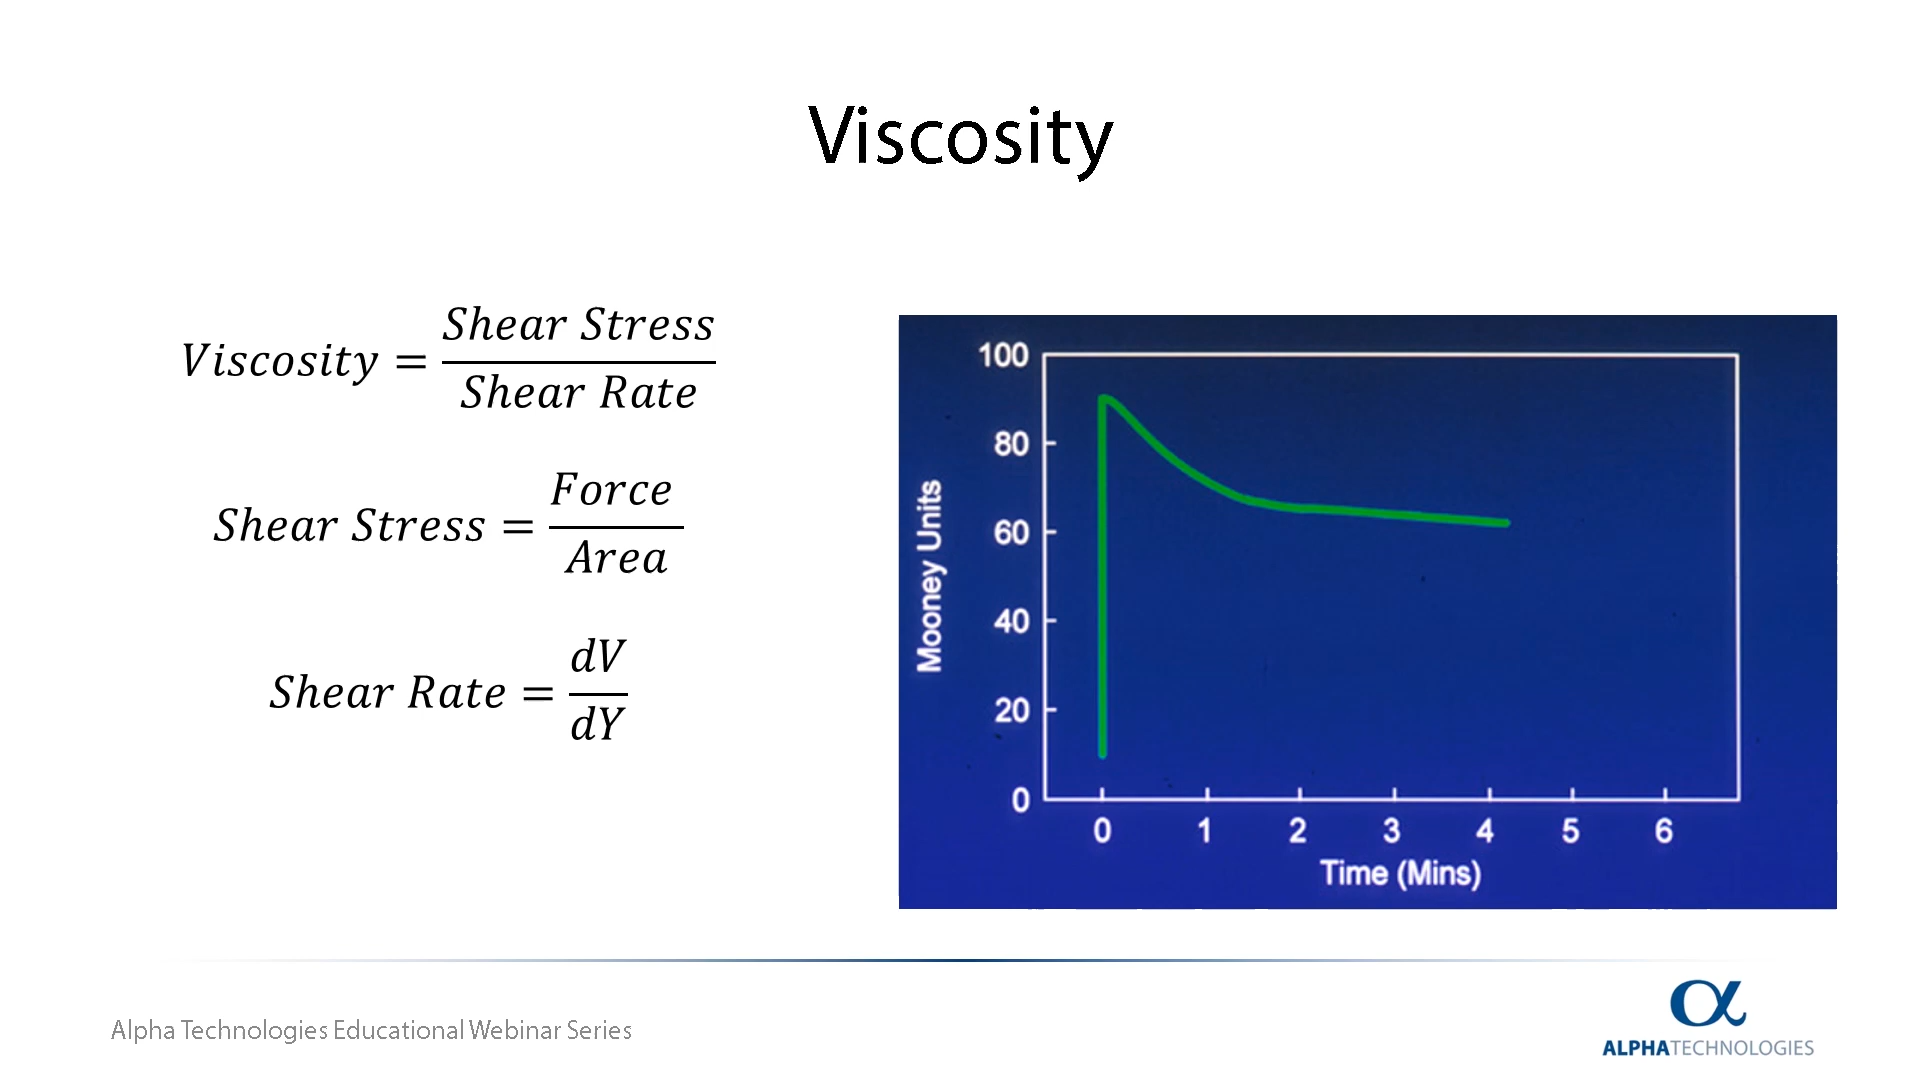 Viscosity
Viscosity = Shear Stress / Shear Rate
Shear Stress = Force / Area
Shear Rate = dV / dY
Mooney Units
100
80
60
40
20
0
0 1 2 3 4 5 6
Time (Mins)
Alpha Technologies Educational Webinar Series
α
ALPHATECHNOLOGIES